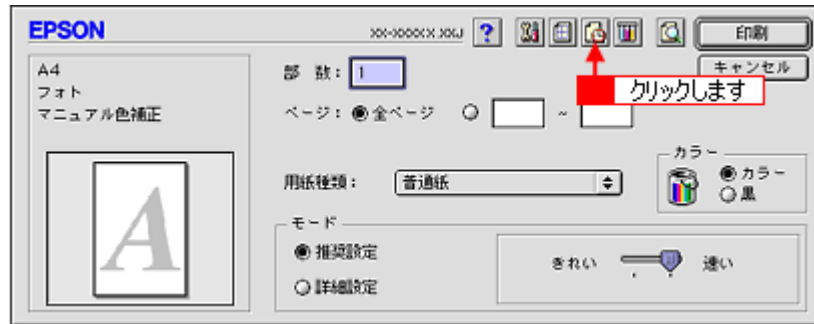 EPSON
XX-XXXXX XXJ
?
印刷
A4
フォト
マニュアル色補正
部 数：1
キャンセル
クリックします
ページ：全ページ ~
用紙種類：普通紙
カラー
カラー
黒
モード
推奨設定
詳細設定
きれい 速い
A